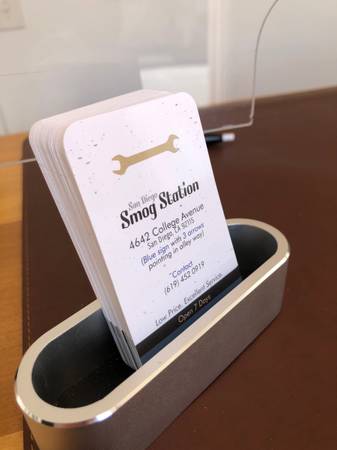 San Diego
Smog Station
4642 College Avenue
San Diego, CA 92115
(Blue sign with 3 arrows
pointing in alley way)
Contact
(619) 452 0919
Low Price. Excellent Service.
Open 7 Days